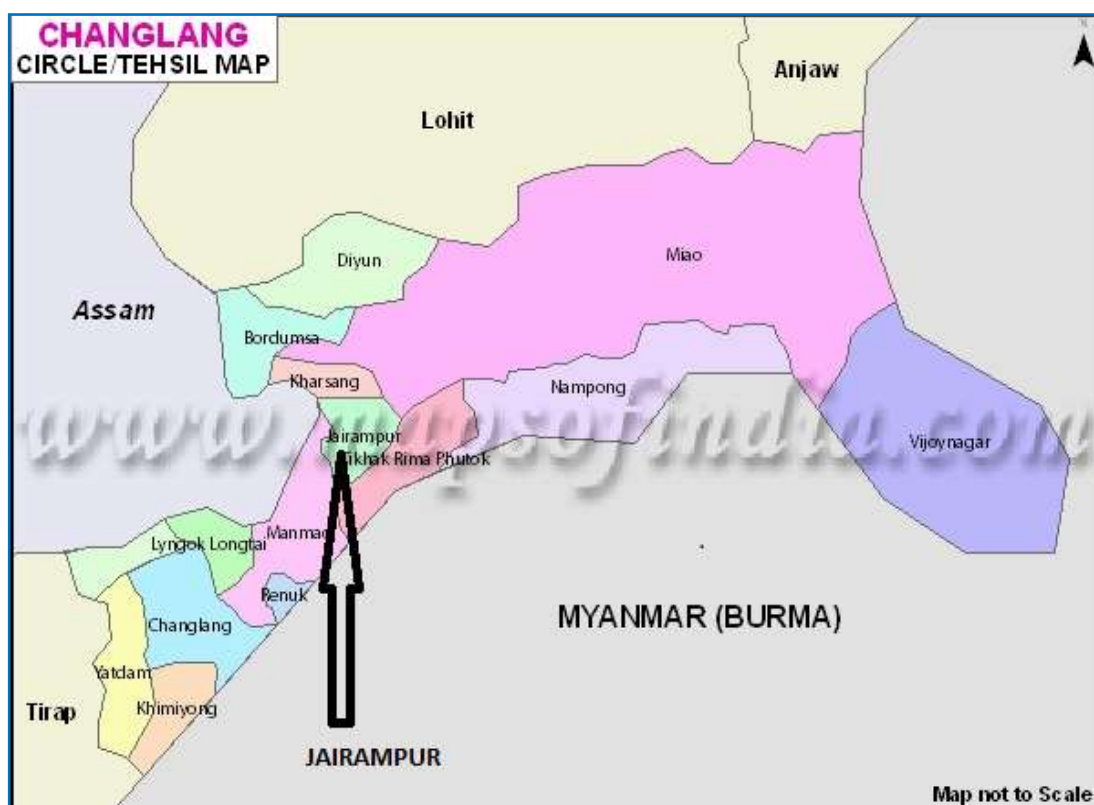 CHANGLANG
CIRCLE/TEHSIL MAP
N
Anjaw
Lohit
Miao
Diyun
Assam
Bordumsa
Kharsang
Nampong
www.mapsofindia.com
Jairampur
Vijoynagar
Tikhak Rima Phutok
Manmao
Lyngok Longtai
Renuk
Changlang
MYANMAR (BURMA)
Yatdam
Khimiyong
Tirap
JAIRAMPUR
Map not to Scale